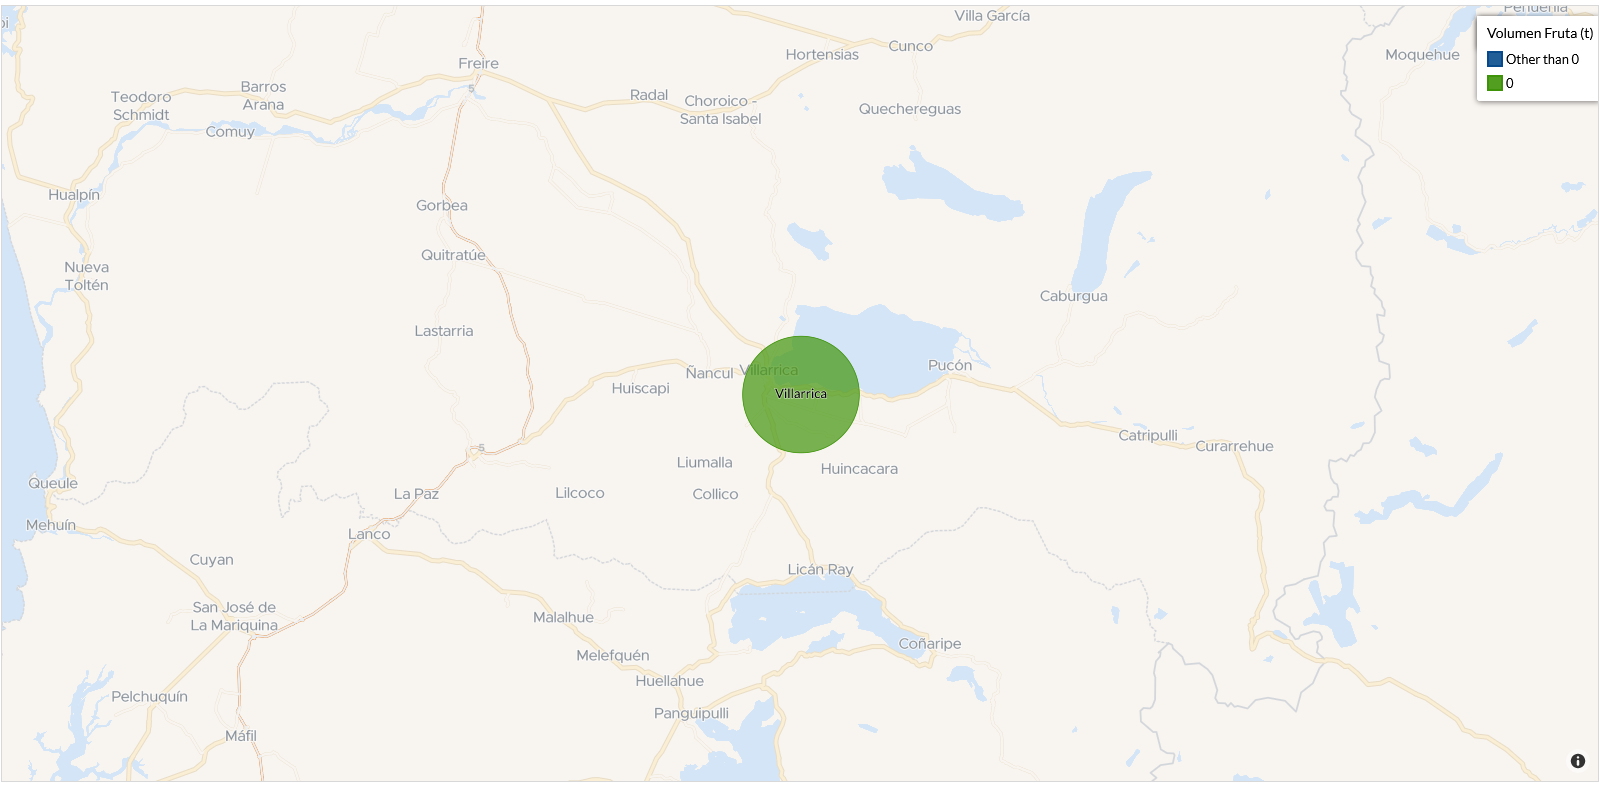 Villa García
Cunco
Hortensias
Moquehue
Volumen Fruta (t)
Other than 0
0
Freire
5
Barros
Arana
Teodoro
Schmidt
Comuy
Radal
Choroico -
Santa Isabel
Quechereguas
Hualpín
Gorbea
Quitratúe
Nueva
Toltén
Caburgua
Lastarria
Ñancul
Villarrica
Pucón
Huiscapi
Villarrica
Catripulli
Curarrehue
5
Liumalla
Huincacara
Queule
La Paz
Lilcoco
Collico
Mehuín
Lanco
Cuyan
Licán Ray
San José de
La Mariquina
Malalhue
Coñaripe
Melefquén
Huellahue
Pelchuquín
Panguipulli
Máfil